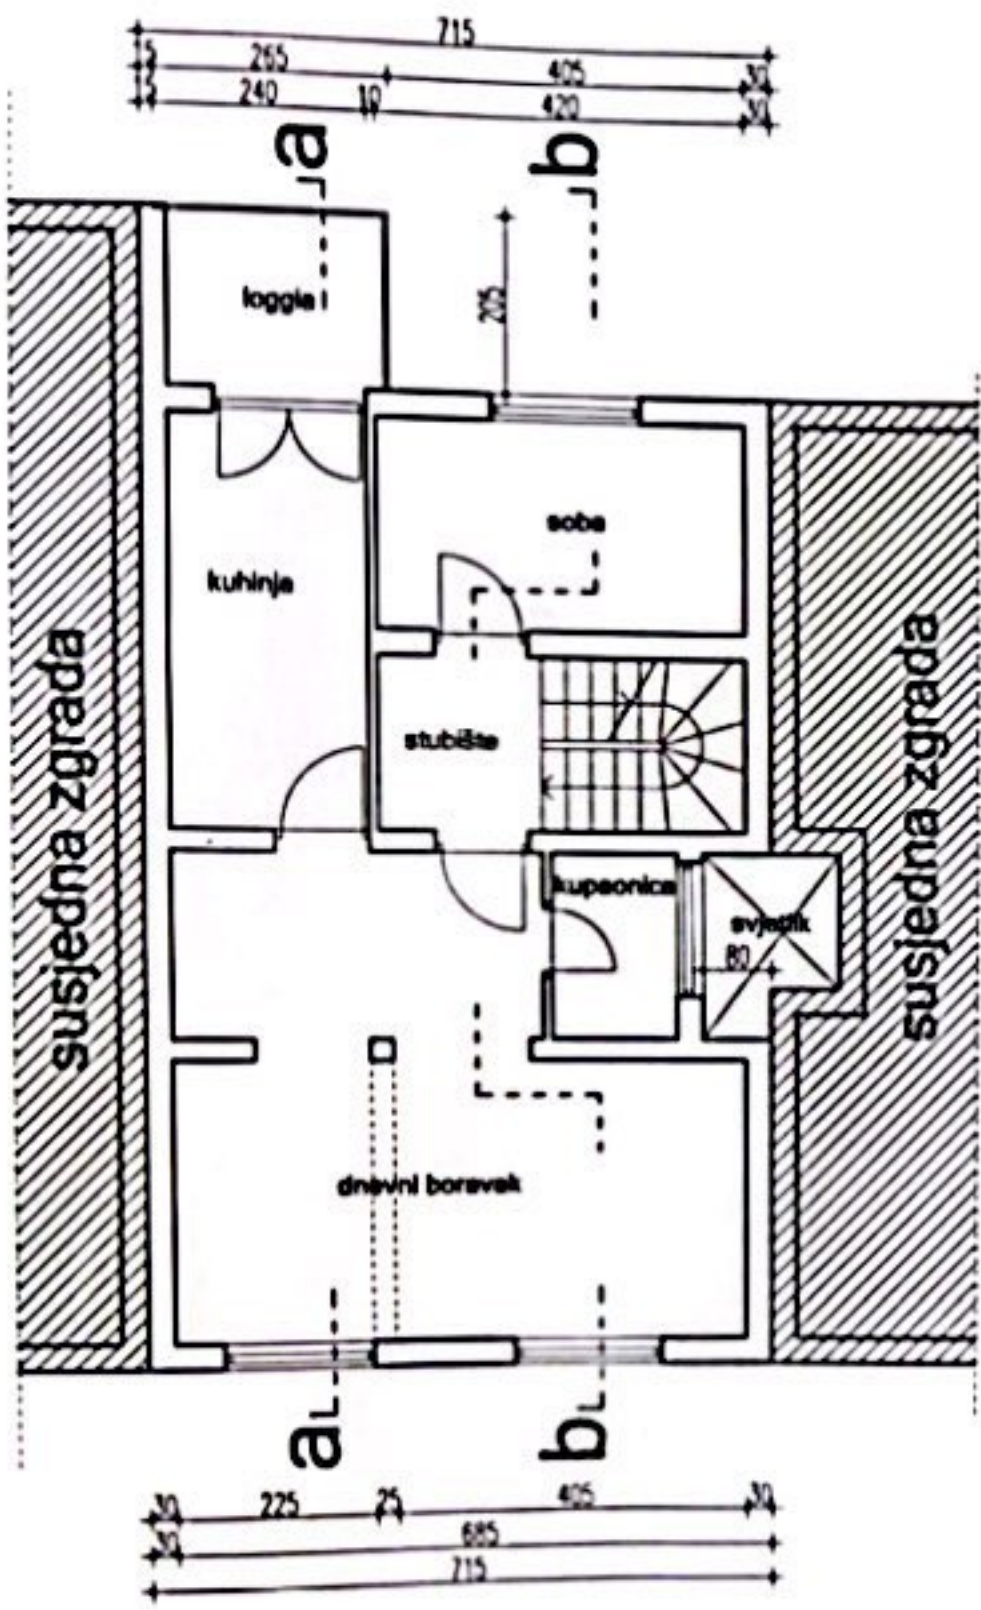 715
15 265 405 30
15 240 10 420 30
a b
loggia
205
soba
kuhinja
susjedna zgrada
susjedna zgrada
stubište
kupaonica
svjetlik
80
dnevni boravak
a b
30 225 25 405 30
30 685
715